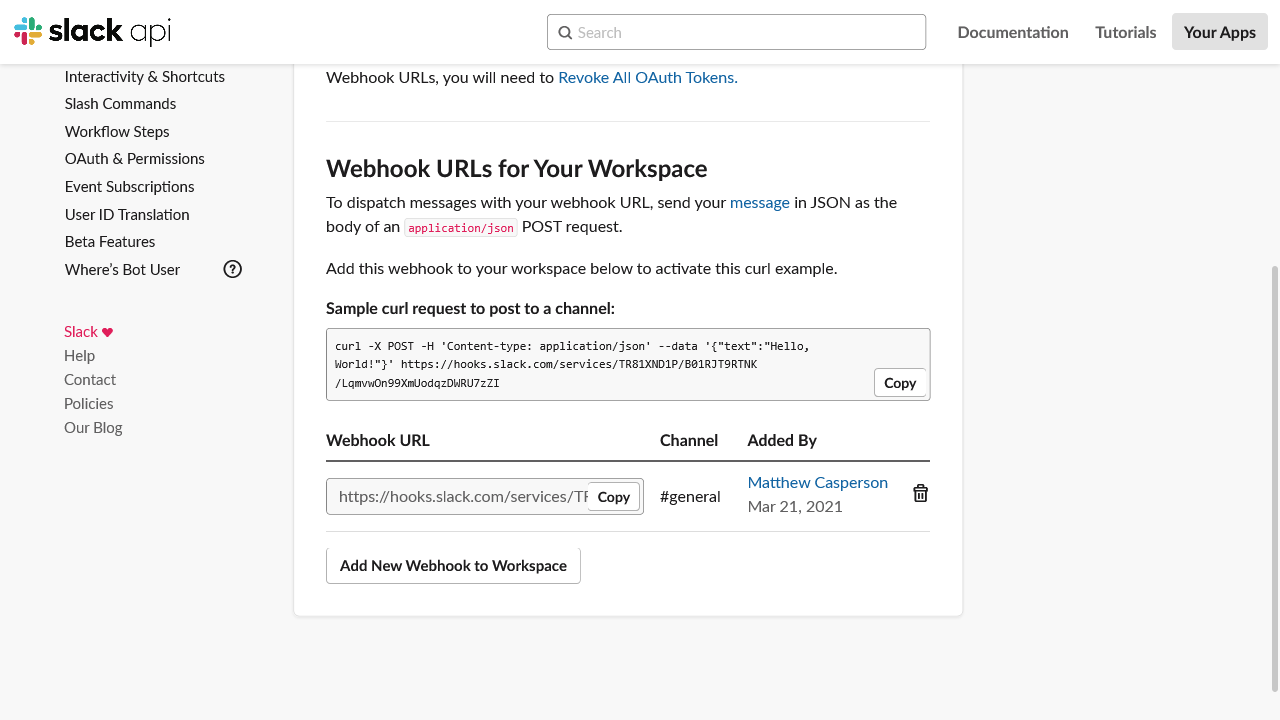 slack api
Search
Documentation
Tutorials
Your Apps
Interactivity & Shortcuts
Slash Commands
Workflow Steps
OAuth & Permissions
Event Subscriptions
User ID Translation
Beta Features
Where's Bot User
Slack
Help
Contact
Policies
Our Blog
Webhook URLs, you will need to Revoke All OAuth Tokens.
Webhook URLs for Your Workspace
To dispatch messages with your webhook URL, send your message in JSON as the
body of an application/json POST request.
Add this webhook to your workspace below to activate this curl example.
Sample curl request to post to a channel:
curl -X POST -H 'Content-type: application/json' --data '{"text":"Hello,
World!"}' https://hooks.slack.com/services/TR81XND1P/B01RJT9RTNK
/LqmvwOn99XmUodqzDWRU7zZI
Copy
Webhook URL Channel Added By
https://hooks.slack.com/services/TR Copy #general Matthew Casperson
Mar 21, 2021
Add New Webhook to Workspace